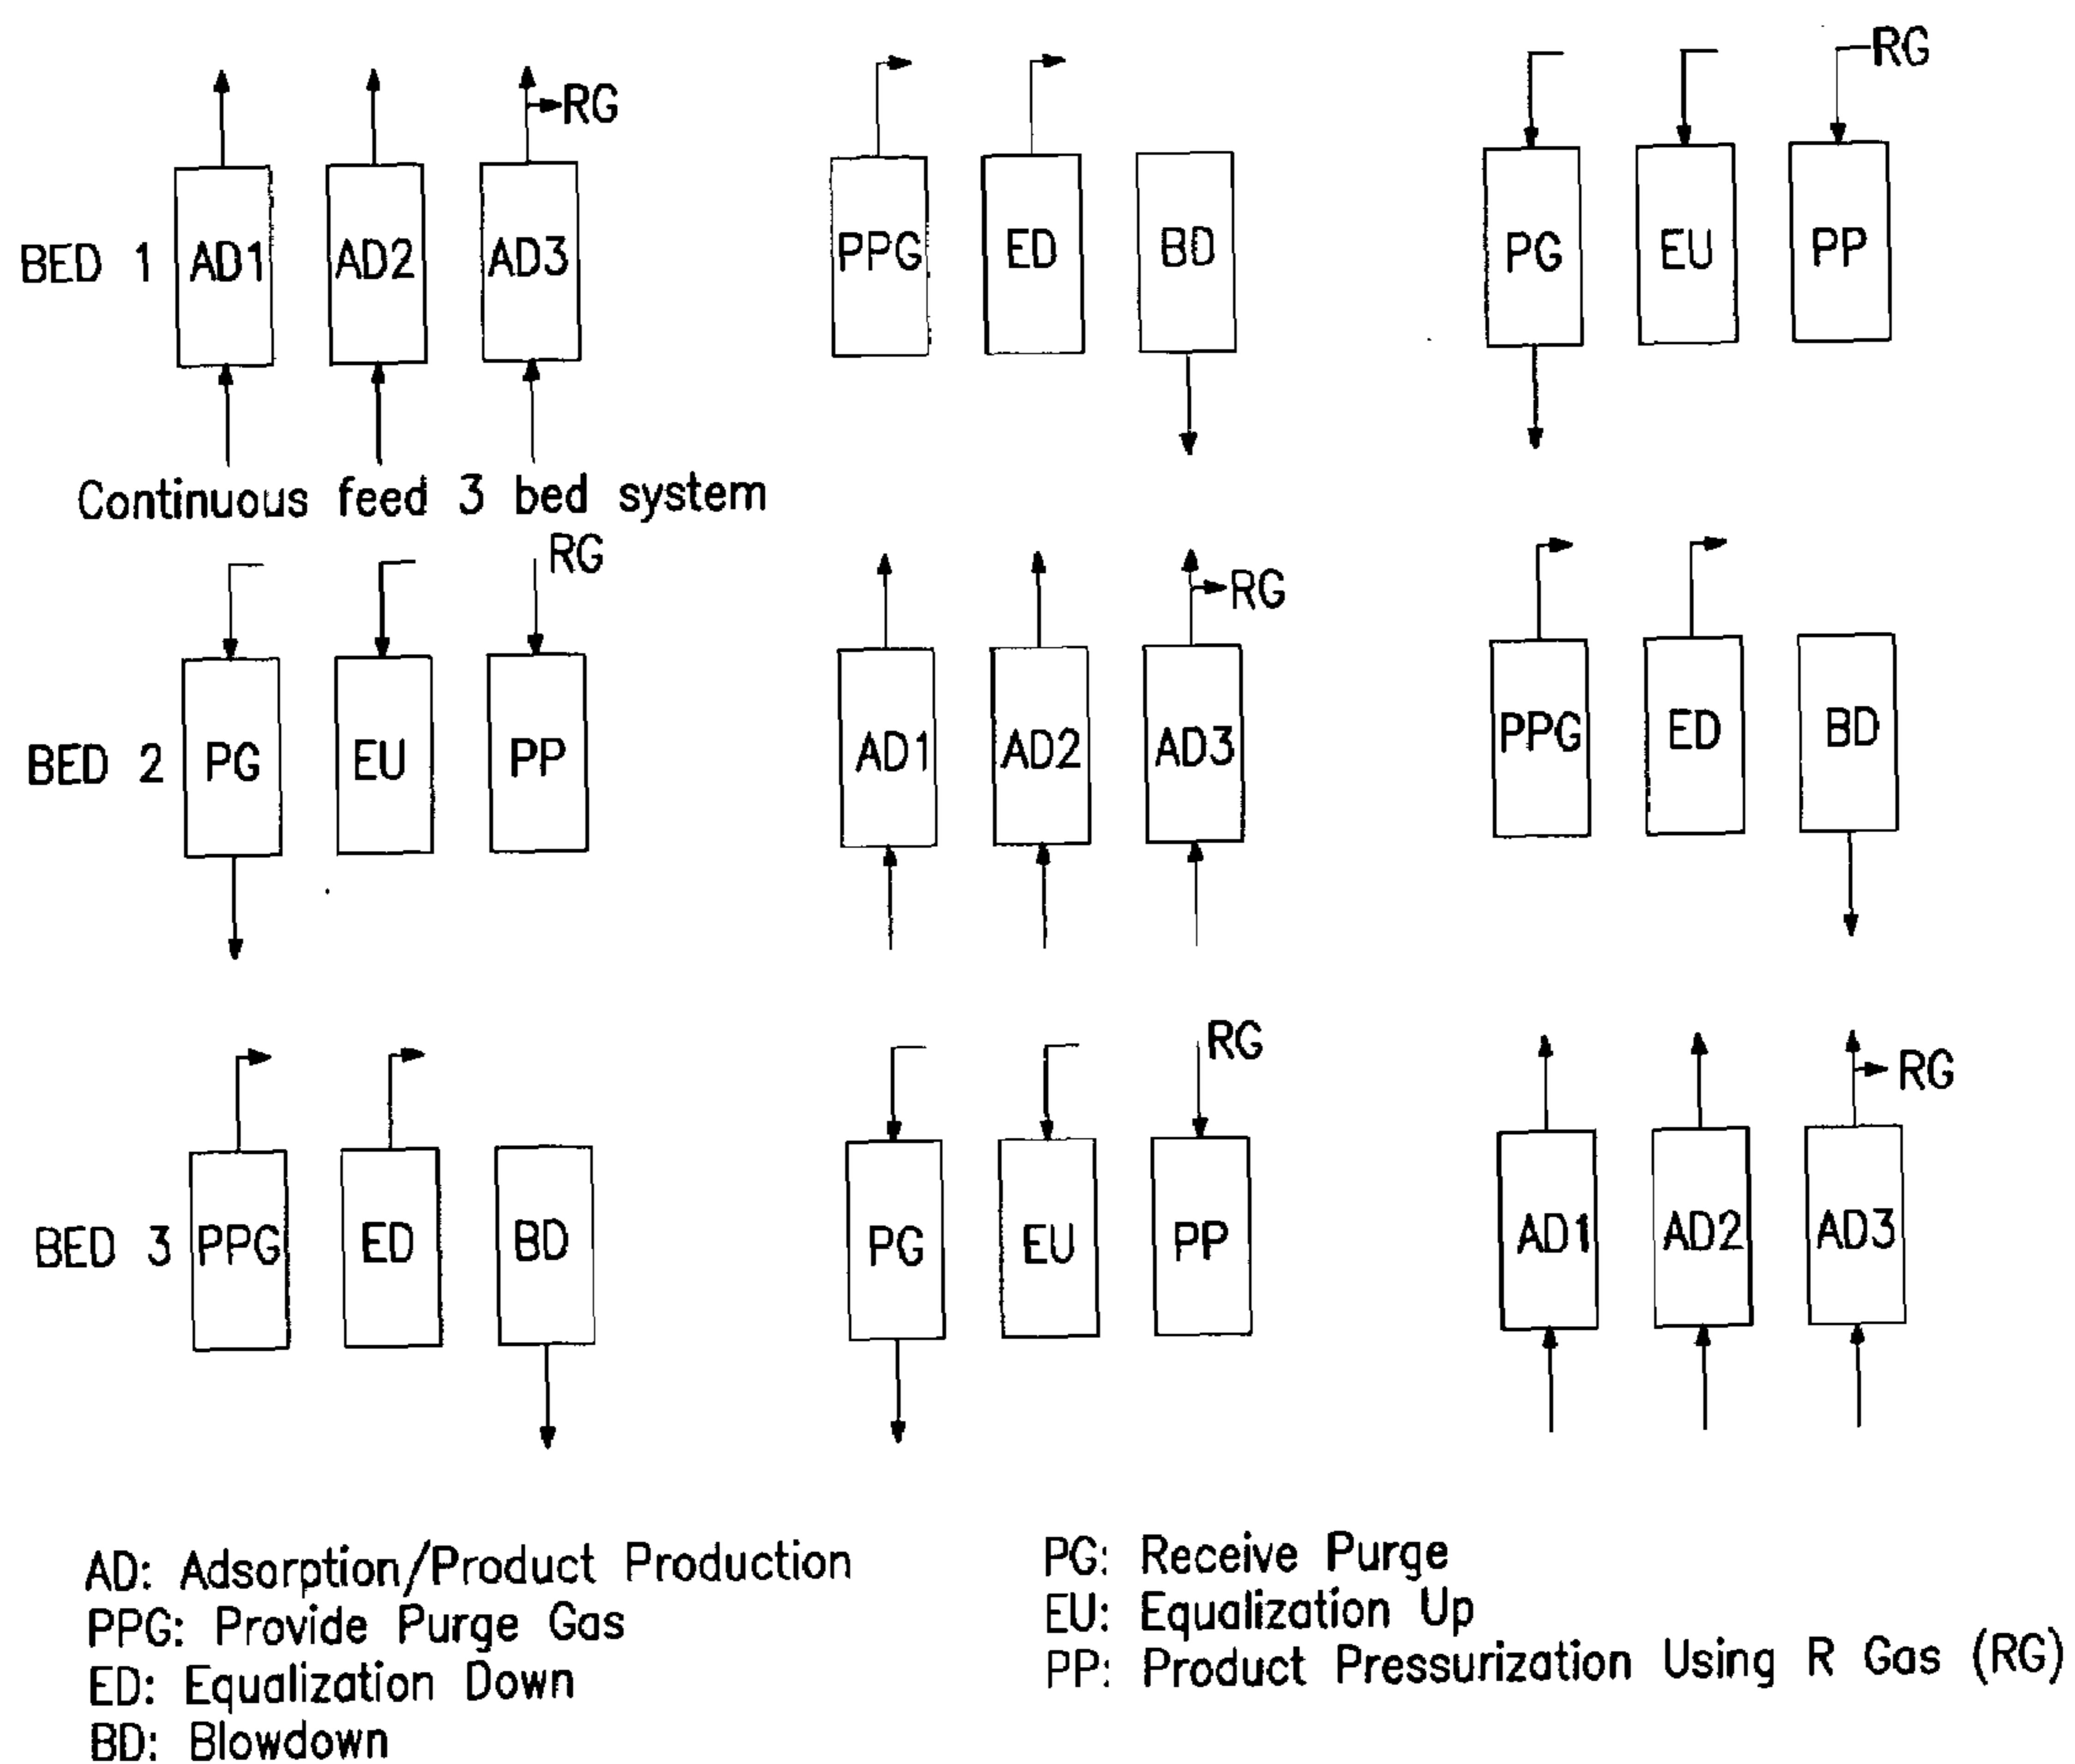 RG
RG
BED 1 AD1 AD2 AD3 PPG ED BD PG EU PP
Continuous feed 3 bed system
RG
RG
BED 2 PG EU PP AD1 AD2 AD3 PPG ED BD
RG
RG
BED 3 PPG ED BD PG EU PP AD1 AD2 AD3
AD: Adsorption/Product Production
PPG: Provide Purge Gas
ED: Equalization Down
BD: Blowdown
PG: Receive Purge
EU: Equalization Up
PP: Product Pressurization Using R Gas (RG)